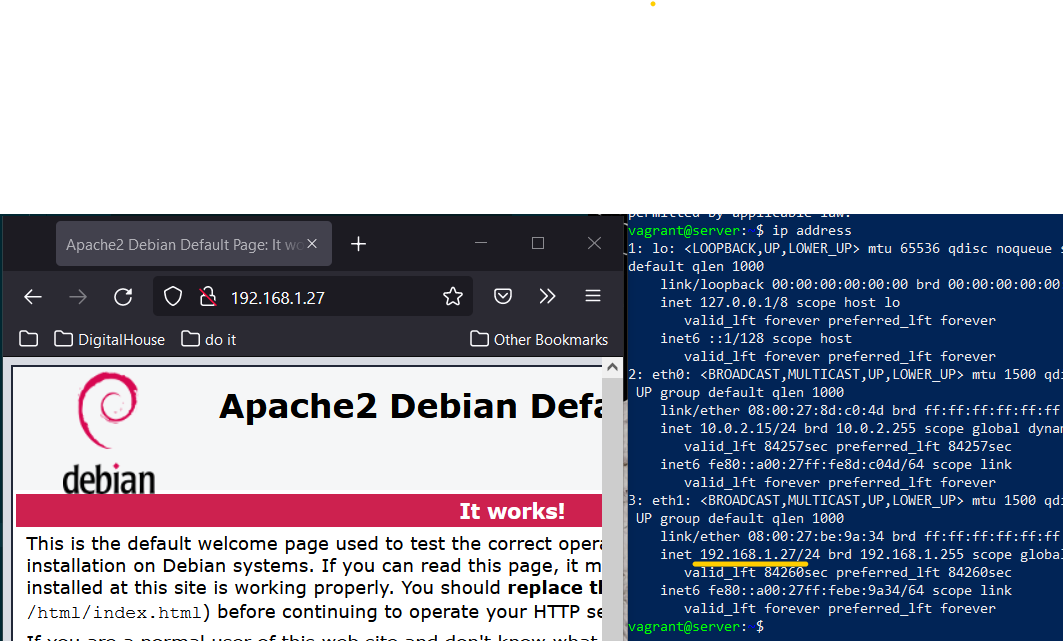 Apache2 Debian Default Page: It wo
192.168.1.27
DigitalHouse
do it
Other Bookmarks
debian
Apache2 Debian Defa
It works!
This is the default welcome page used to test the correct opera
installation on Debian systems. If you can read this page, it m
installed at this site is working properly. You should replace th
/html/index.html) before continuing to operate your HTTP se
If you are a normal user of this web site and don't know what
permitted by applicable law.
vagrant@server:~$ ip address
1: lo: <LOOPBACK,UP,LOWER_UP> mtu 65536 qdisc noqueue s
default qlen 1000
link/loopback 00:00:00:00:00:00 brd 00:00:00:00:00
inet 127.0.0.1/8 scope host lo
valid_lft forever preferred_lft forever
inet6 ::1/128 scope host
valid_lft forever preferred_lft forever
2: eth0: <BROADCAST,MULTICAST,UP,LOWER_UP> mtu 1500 qdi
UP group default qlen 1000
link/ether 08:00:27:8d:c0:4d brd ff:ff:ff:ff:ff:ff
inet 10.0.2.15/24 brd 10.0.2.255 scope global dynam
valid_lft 84257sec preferred_lft 84257sec
inet6 fe80::a00:27ff:fe8d:c04d/64 scope link
valid_lft forever preferred_lft forever
3: eth1: <BROADCAST,MULTICAST,UP,LOWER_UP> mtu 1500 qdi
UP group default qlen 1000
link/ether 08:00:27:be:9a:34 brd ff:ff:ff:ff:ff:ff
inet 192.168.1.27/24 brd 192.168.1.255 scope global
valid_lft 84260sec preferred_lft 84260sec
inet6 fe80::a00:27ff:febe:9a34/64 scope link
valid_lft forever preferred_lft forever
vagrant@server:~$